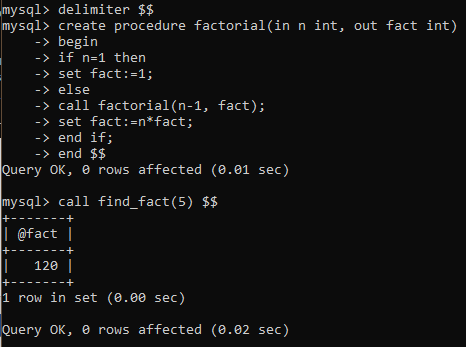 mysql> delimiter $$
mysql> create procedure factorial(in n int, out fact int)
    -> begin
    -> if n=1 then
    -> set fact:=1;
    -> else
    -> call factorial(n-1, fact);
    -> set fact:=n*fact;
    -> end if;
    -> end $$
Query OK, 0 rows affected (0.01 sec)

mysql> call find_fact(5) $$
+-------+
| @fact |
+-------+
|   120 |
+-------+
1 row in set (0.00 sec)

Query OK, 0 rows affected (0.02 sec)